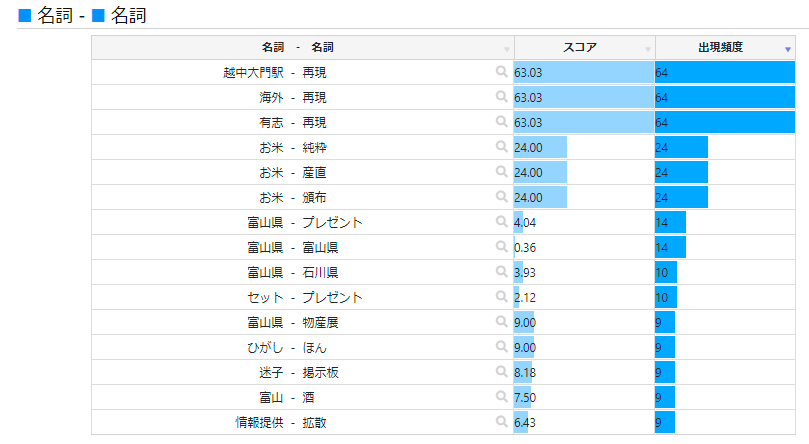 ■ 名詞 - ■ 名詞
名詞 - 名詞 スコア 出現頻度
越中大門駅 - 再現 63.03 64
海外 - 再現 63.03 64
有志 - 再現 63.03 64
お米 - 純粋 24.00 24
お米 - 産直 24.00 24
お米 - 頒布 24.00 24
富山県 - プレゼント 4.04 14
富山県 - 富山県 0.36 14
富山県 - 石川県 3.93 10
セット - プレゼント 2.12 10
富山県 - 物産展 9.00 9
ひがし - ほん 9.00 9
迷子 - 掲示板 8.18 9
富山 - 酒 7.50 9
情報提供 - 拡散 6.43 9